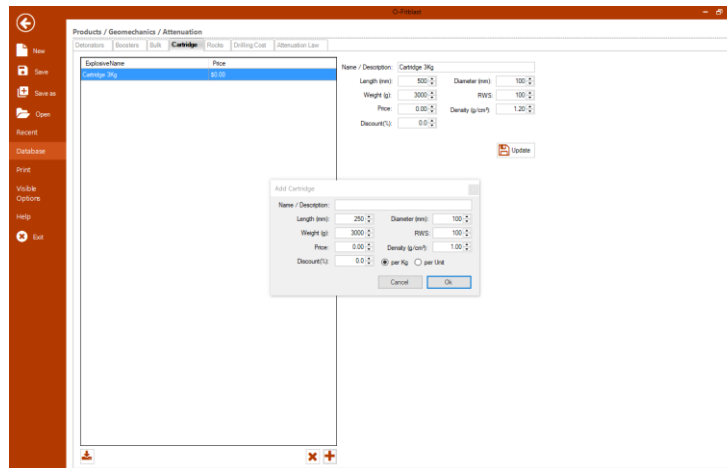 O-Pitblast
Products / Geomechanics / Attenuation
New
Save
Save as
Open
Recent
Database
Print
Visible
Options
Help
Exit
Detonators Boosters Bulk Cartridge Rocks Drilling Cost Attenuation Law
ExplosiveName Price
Cartridge 3Kg $0.00
Name / Description: Cartridge 3Kg
Length (mm): 500 Diameter (mm): 100
Weight (g): 3000 RWS: 100
Price: 0.00 Density (g/cm³): 1.20
Discount(%): 0.0
Update
Add Cartridge
Name / Description:
Length (mm): 250 Diameter (mm): 100
Weight (g): 3000 RWS: 100
Price: 0.00 Density (g/cm³): 1.00
Discount(%): 0.0 per Kg per Unit
Cancel Ok